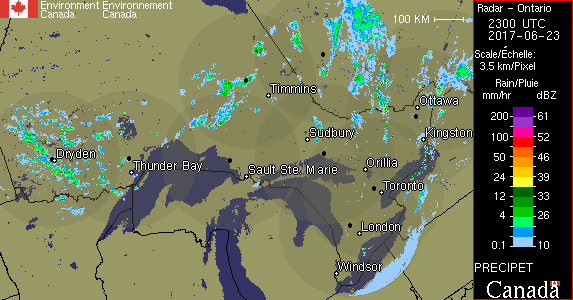 Environment Environnement
Canada Canada
100 KM
Timmins
Ottawa
Sudbury
Kingston
Dryden
Thunder Bay
Sault Ste. Marie
Orillia
Toronto
London
Windsor
Radar - Ontario
2300 UTC
2017-06-23
Scale/Échelle:
3.5 km/Pixel
Rain/Pluie
mm/hr dBZ
200 61
100 52
50 46
24 39
12 33
4 26
0.1 10
PRECIPET
Canada